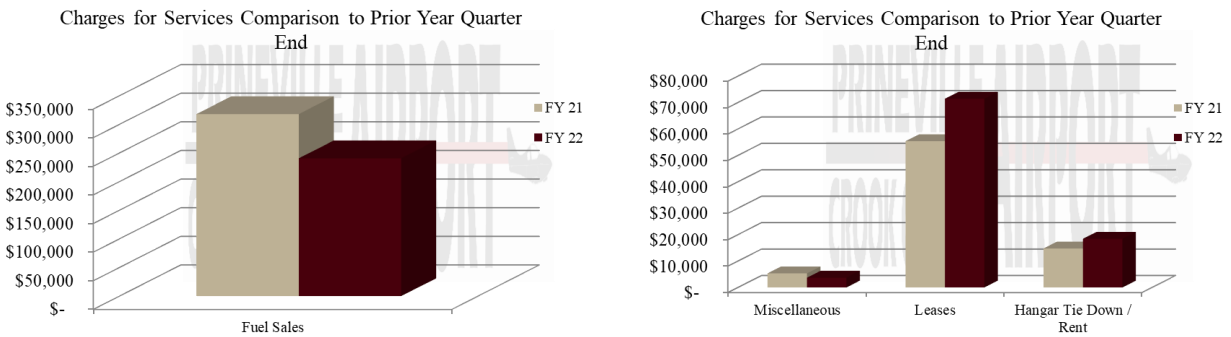 Charges for Services Comparison to Prior Year Quarter
End
$350,000
$300,000
$250,000
$200,000
$150,000
$100,000
$50,000
$-
Fuel Sales
FY 21
FY 22
PRINEVILLE AIRPORT
Charges for Services Comparison to Prior Year Quarter
End
$80,000
$70,000
$60,000
$50,000
$40,000
$30,000
$20,000
$10,000
$-
Miscellaneous
Leases
Hangar Tie Down /
Rent
FY 21
FY 22
PRINEVILLE AIRPORT
CROOK
AIRPORT